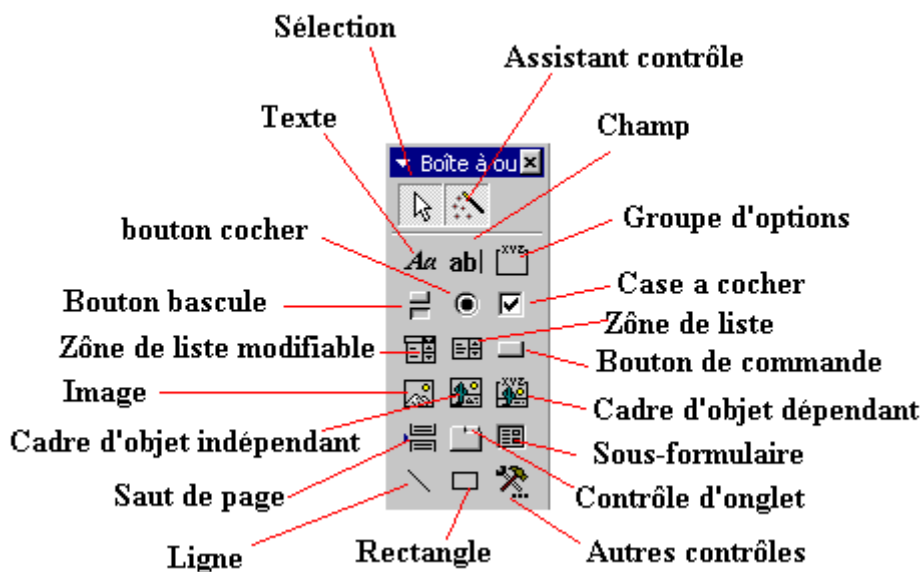 Sélection
Assistant contrôle
Texte
Champ
Boîte à ou
bouton cocher
Groupe d'options
Aa ab|
XYZ
Bouton bascule
Case a cocher
Zône de liste
Zône de liste modifiable
Bouton de commande
Image
XYZ
Cadre d'objet dépendant
Cadre d'objet indépendant
Sous-formulaire
Saut de page
Contrôle d'onglet
Ligne
Rectangle
Autres contrôles